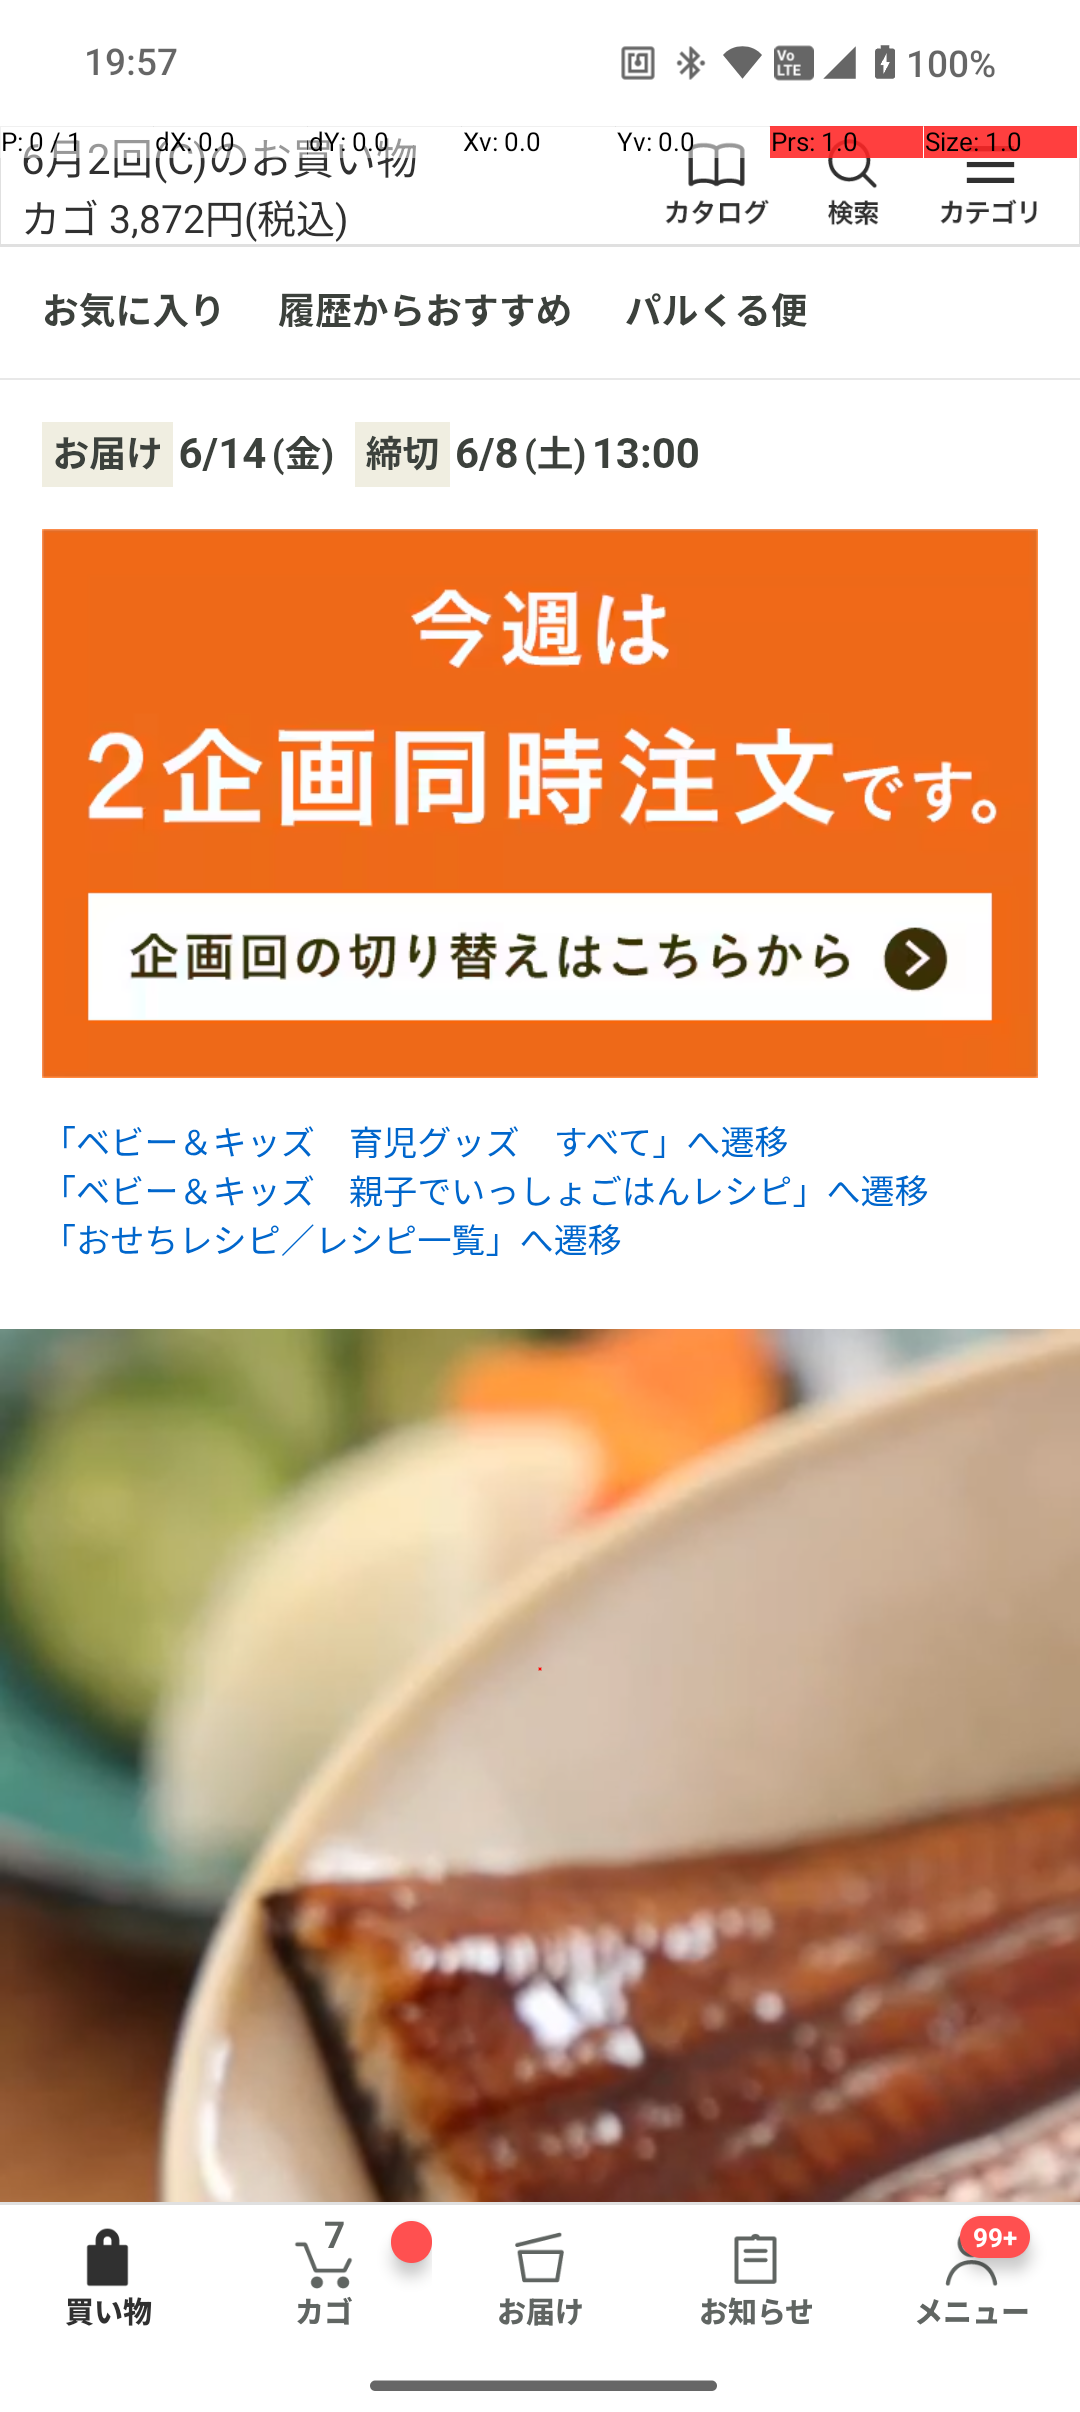 19:57
100%
P: 0 / 1 dX: 0.0 dY: 0.0 Xv: 0.0 Yv: 0.0 Prs: 1.0 Size: 1.0
6月2回(C)のお買い物
カゴ 3,872円(税込)
カタログ 検索 カテゴリ
お気に入り 履歴からおすすめ パルくる便
お届け 6/14(金) 締切 6/8(土)13:00
今週は
2企画同時注文です。
企画回の切り替えはこちらから
「ベビー＆キッズ　育児グッズ　すべて」へ遷移
「ベビー＆キッズ　親子でいっしょごはんレシピ」へ遷移
「おせちレシピ／レシピ一覧」へ遷移
7
99+
買い物 カゴ お届け お知らせ メニュー